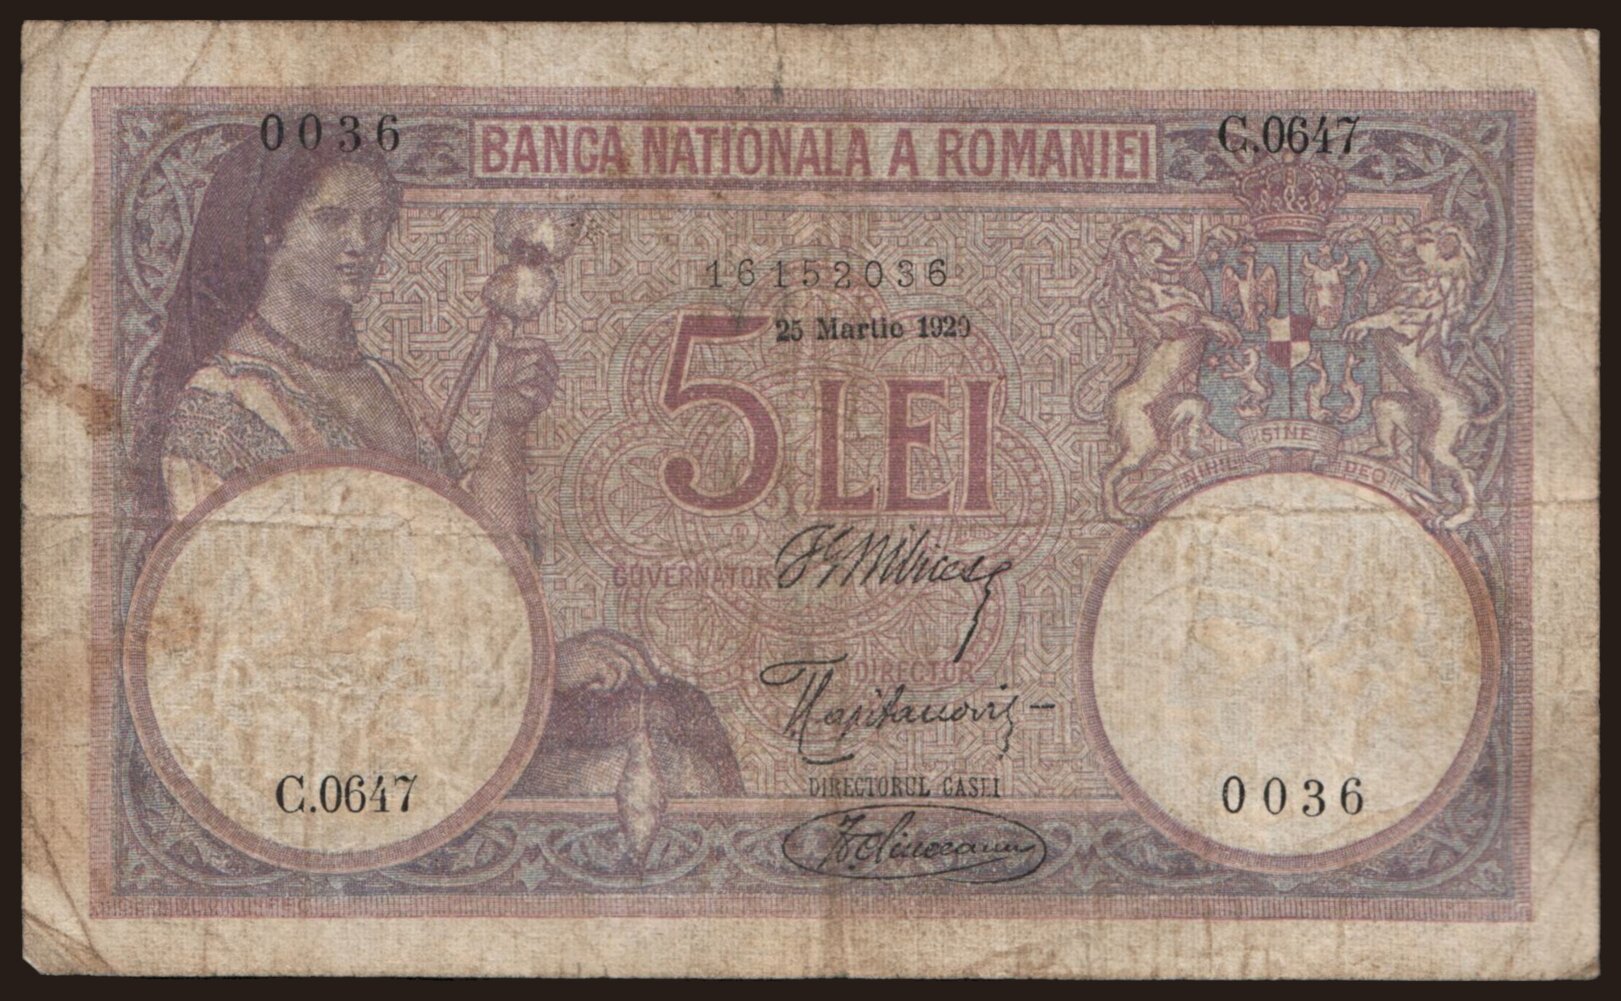 0036
C.0647
BANCA NATIONALA A ROMANIEI
16152036
25 Martie 1920
5 LEI
NIHIL SINE DEO
GUVERNATOR
DIRECTOR
DIRECTORUL CASEI
C.0647
0036